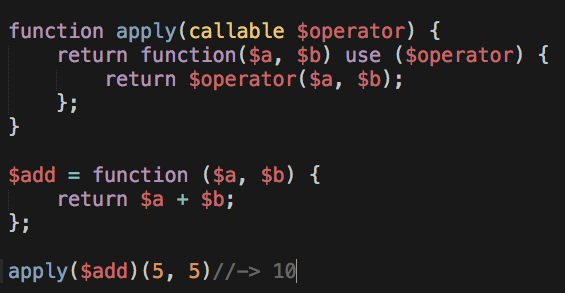 function apply(callable $operator) {
    return function($a, $b) use ($operator) {
        return $operator($a, $b);
    };
}

$add = function ($a, $b) {
    return $a + $b;
};

apply($add)(5, 5)//-> 10